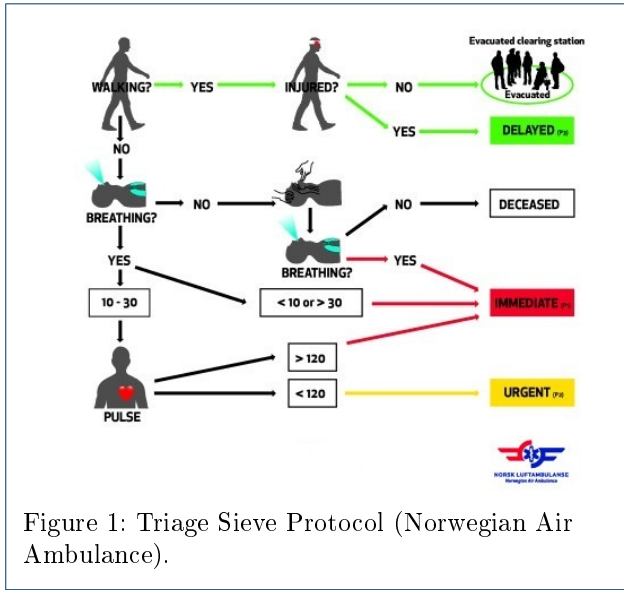 Evacuated clearing station
WALKING? YES INJURED? NO
Evacuated
YES DELAYED (P3)
NO
BREATHING? NO NO DECEASED
BREATHING? YES
YES
10 - 30 < 10 or > 30 IMMEDIATE (P1)
> 120
< 120 URGENT (P2)
PULSE
NORSK LUFTAMBULANSE
Norwegian Air Ambulance
Figure 1: Triage Sieve Protocol (Norwegian Air
Ambulance).